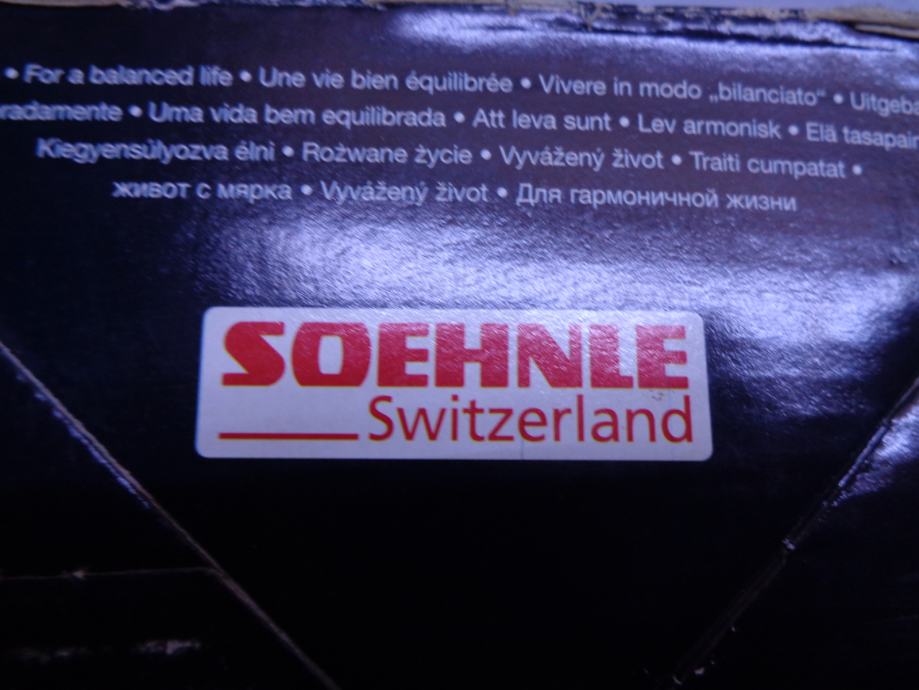 • For a balanced life • Une vie bien équilibrée • Vivere in modo „bilanciato“ • Uitgeb
radamente • Uma vida bem equilibrada • Att leva sunt • Lev armonisk • Elä tasapain
Kiegyensúlyozva élni • Rozwane życie • Vyvážený život • Traiti cumpatat •
живот с мярка • Vyvážený život • Для гармоничной жизни
SOEHNLE
Switzerland